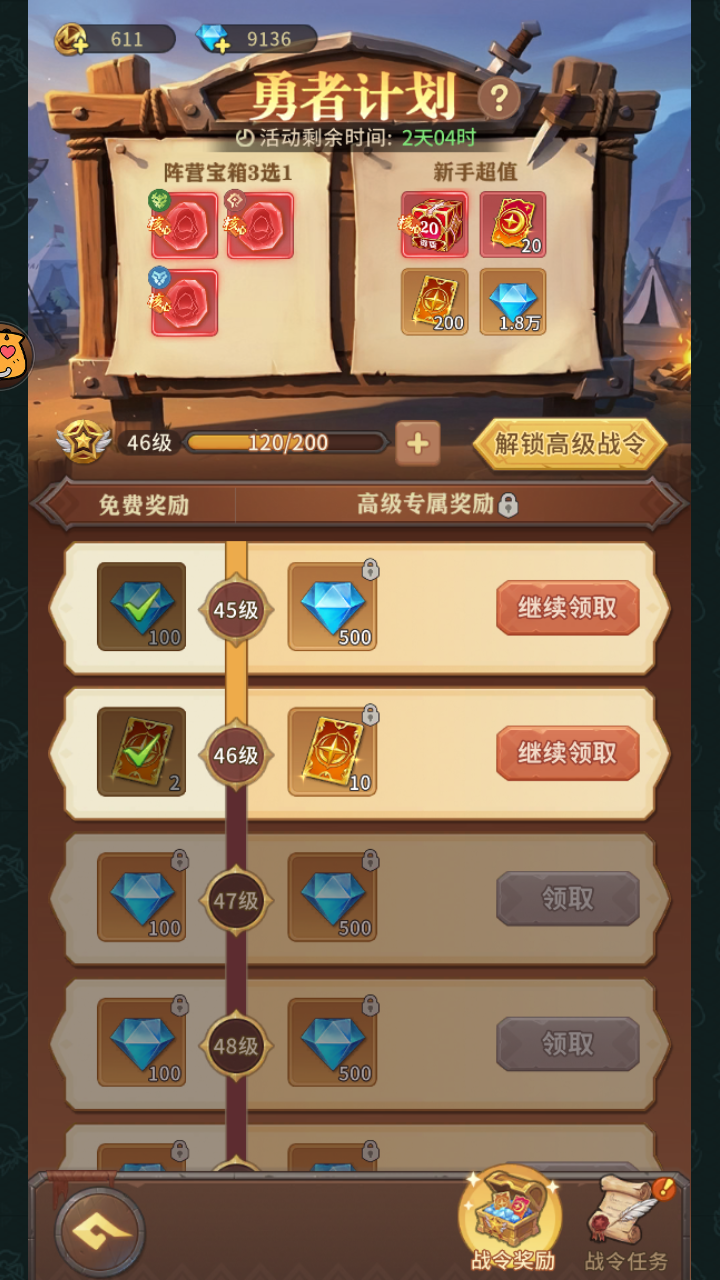 611
9136
勇者计划
?
活动剩余时间: 2天04时
阵营宝箱3选1
新手超值
核心
核心
核心
核心
20
20
200
1.8万
46级
120/200
解锁高级战令
免费奖励
高级专属奖励
100
45级
500
继续领取
2
46级
10
继续领取
100
47级
500
领取
100
48级
500
领取
战令奖励
战令任务